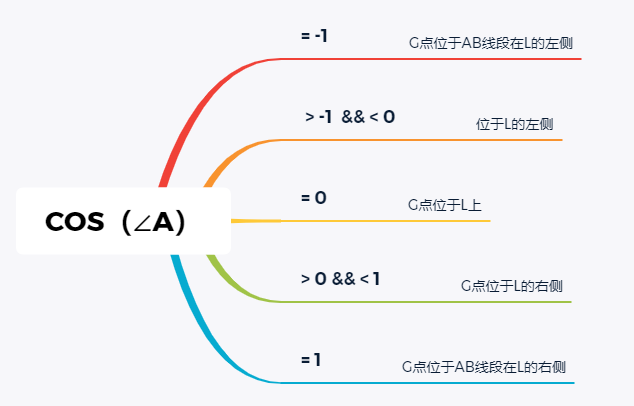 = -1
G点位于AB线段在L的左侧
> -1 && < 0
位于L的左侧
= 0
G点位于L上
COS（∠A）
> 0 && < 1
G点位于L的右侧
= 1
G点位于AB线段在L的右侧